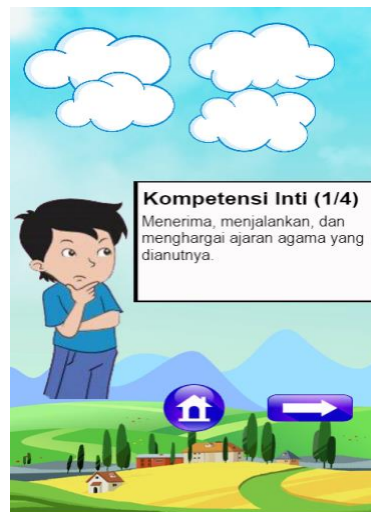 Kompetensi Inti (1/4)
Menerima, menjalankan, dan
menghargai ajaran agama yang
dianutnya.